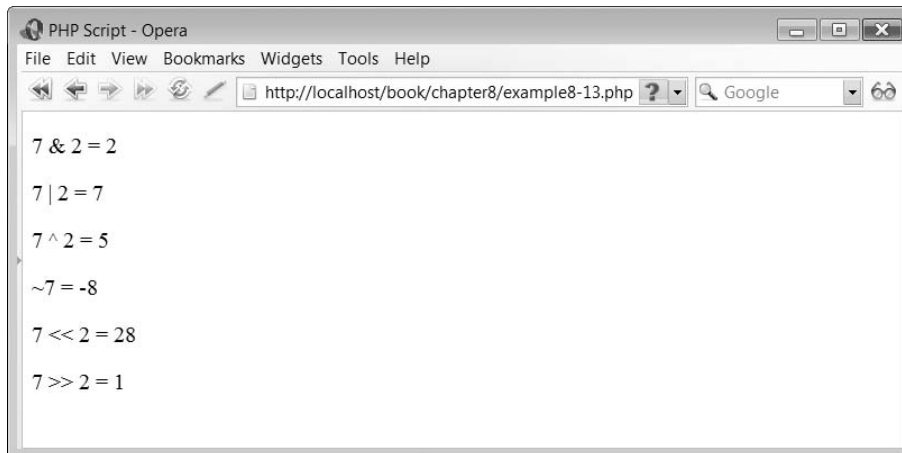 PHP Script - Opera
File Edit View Bookmarks Widgets Tools Help
http://localhost/book/chapter8/example8-13.php ? Google
7 & 2 = 2
7 | 2 = 7
7 ^ 2 = 5
~7 = -8
7 << 2 = 28
7 >> 2 = 1